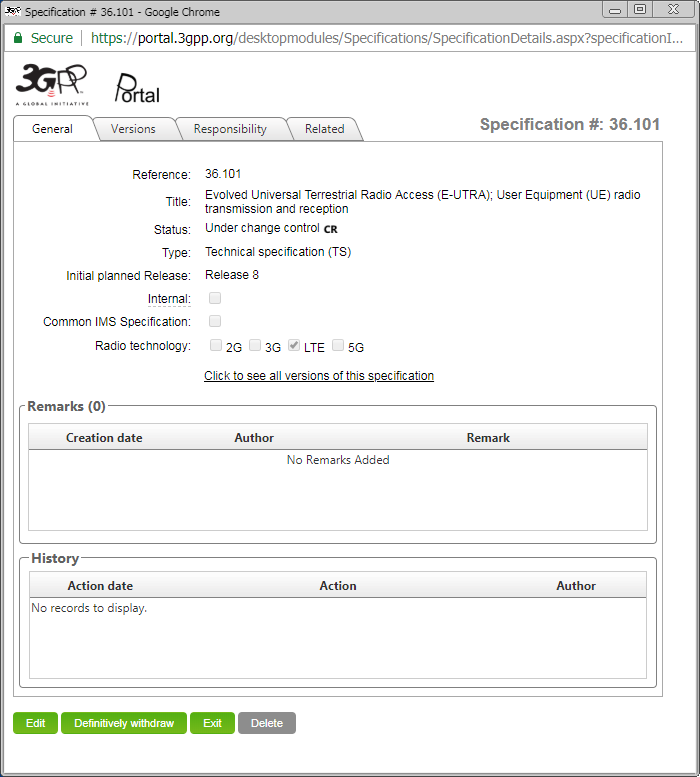 Specification # 36.101 - Google Chrome
Secure https://portal.3gpp.org/desktopmodules/Specifications/SpecificationDetails.aspx?specificationI...
3GPP
A GLOBAL INITIATIVE
Portal
General Versions Responsibility Related
Specification #: 36.101
Reference: 36.101
Title: Evolved Universal Terrestrial Radio Access (E-UTRA); User Equipment (UE) radio
transmission and reception
Status: Under change control CR
Type: Technical specification (TS)
Initial planned Release: Release 8
Internal:
Common IMS Specification:
Radio technology: 2G 3G LTE 5G
Click to see all versions of this specification
Remarks (0)
Creation date Author Remark
No Remarks Added
History
Action date Action Author
No records to display.
Edit Definitively withdraw Exit Delete